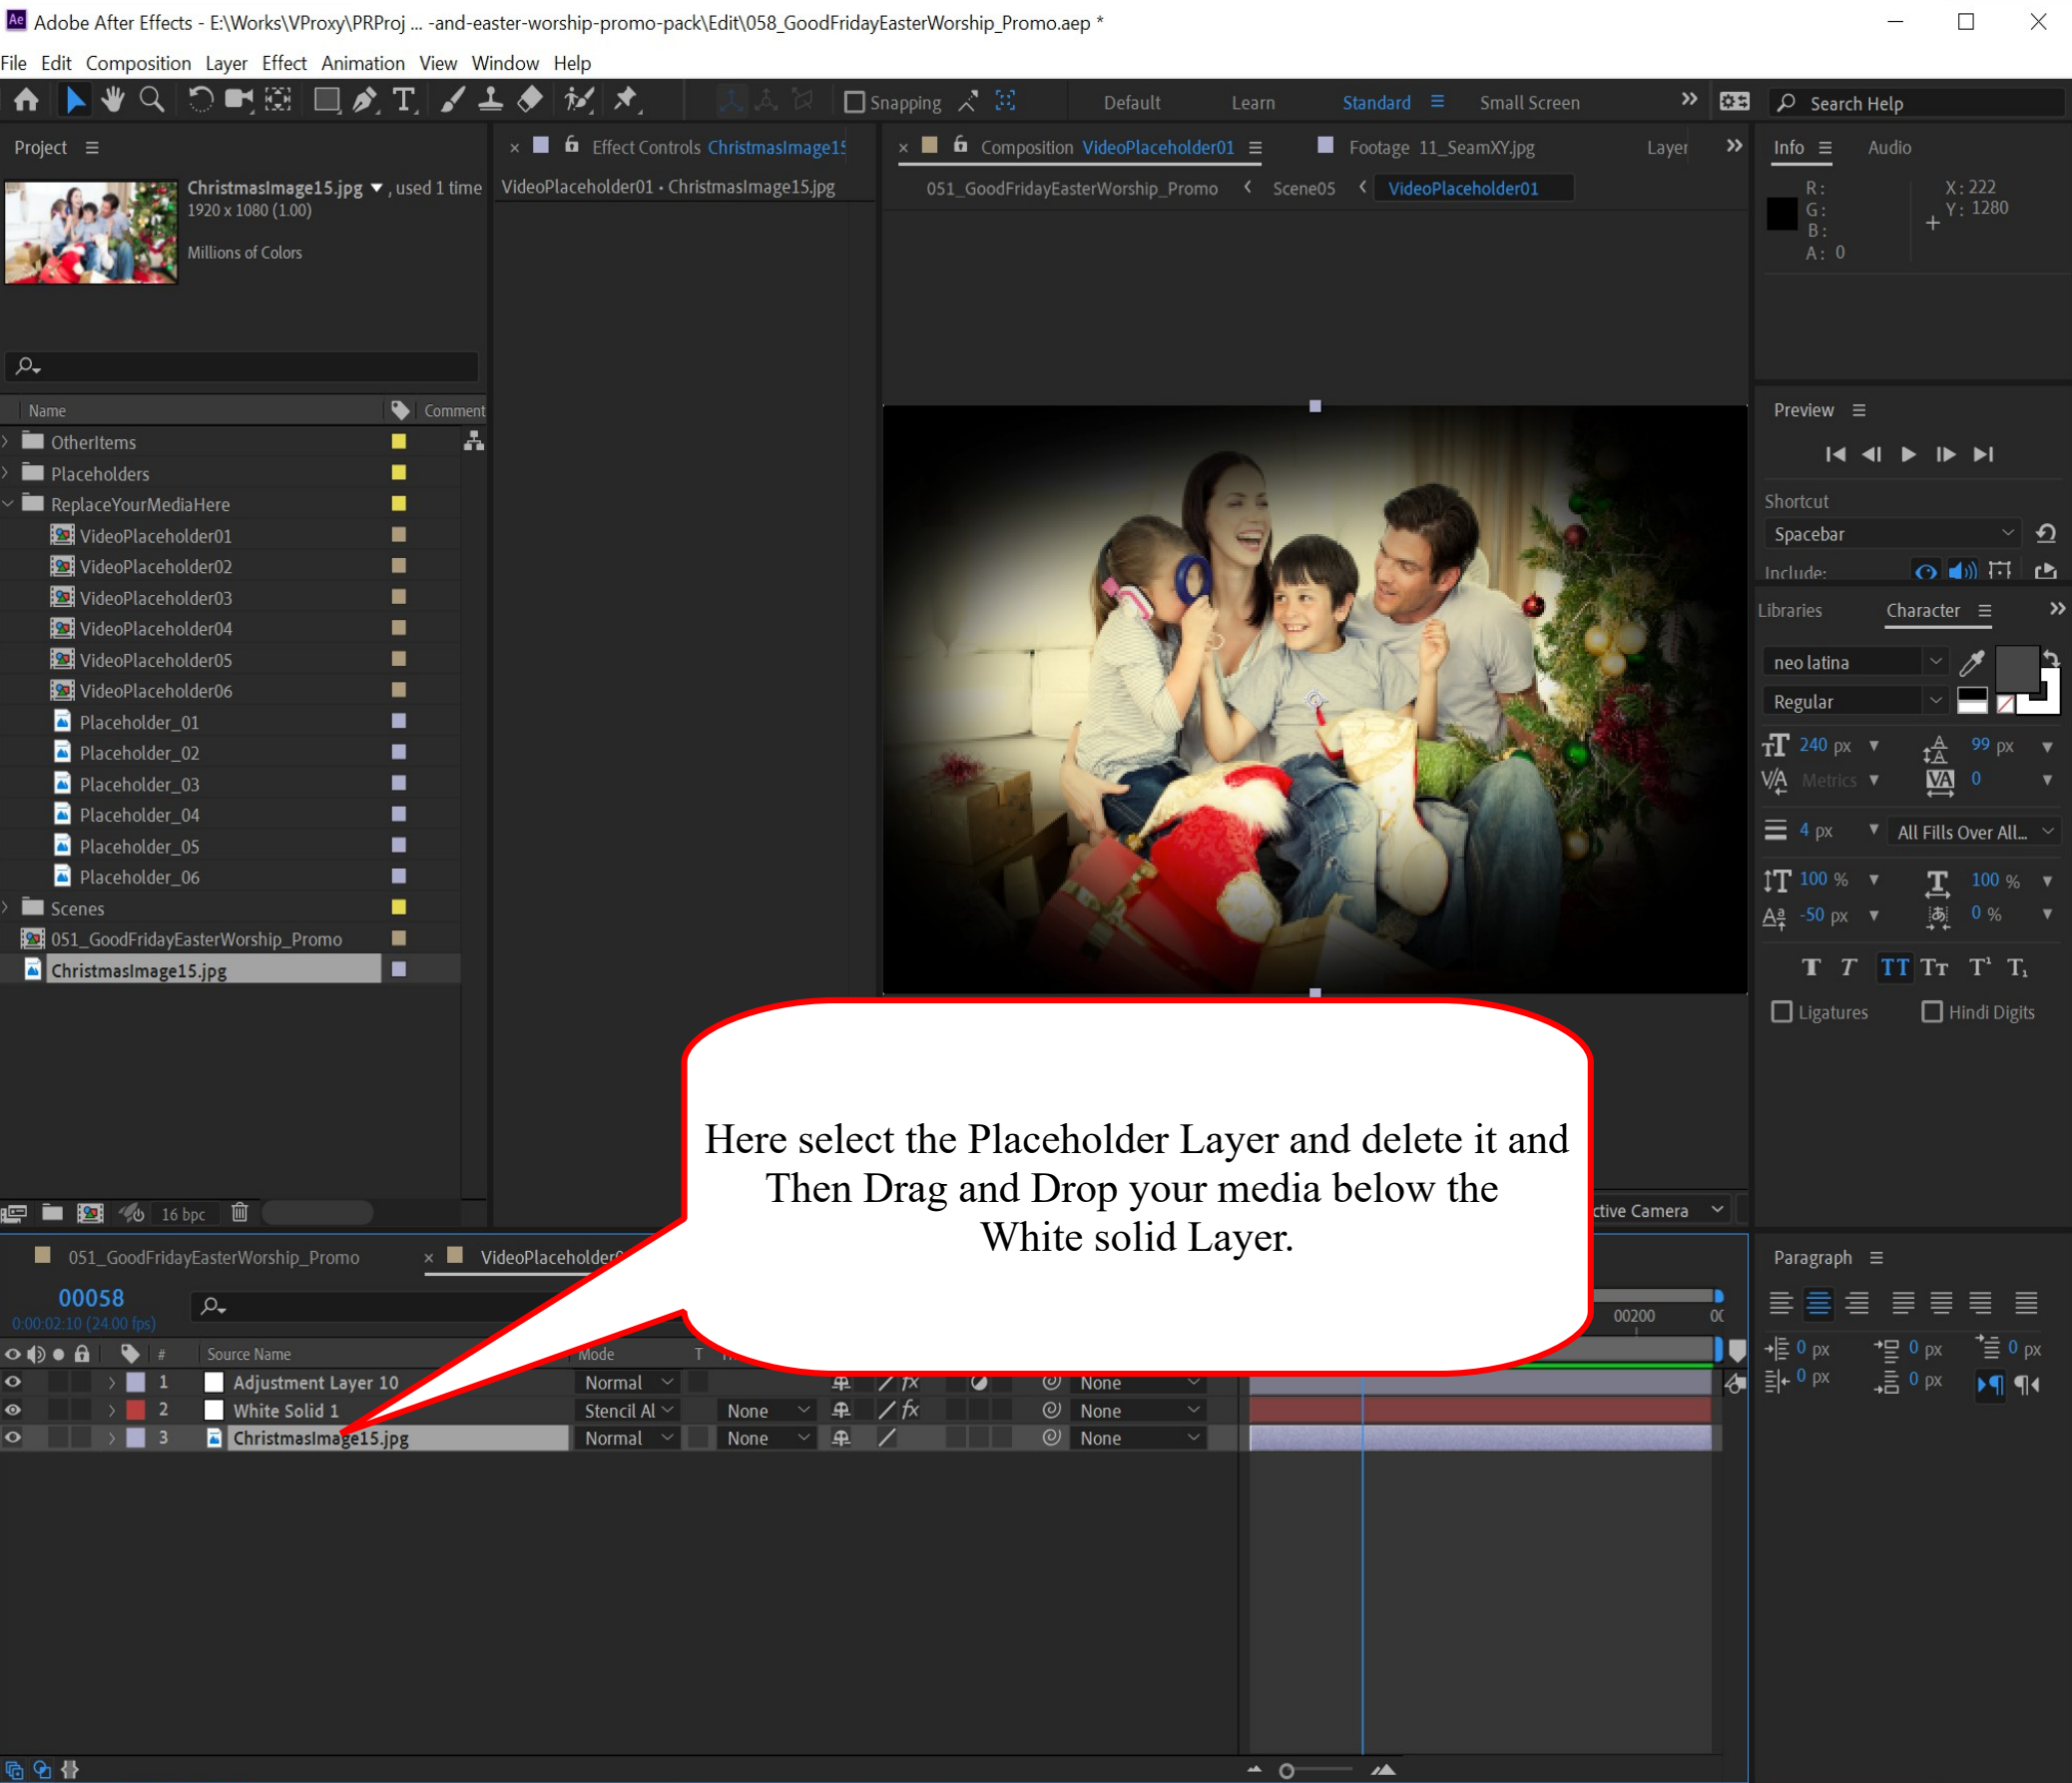 Adobe After Effects - E:\Works\VProxy\PRProj ... -and-easter-worship-promo-pack\Edit\058_GoodFridayEasterWorship_Promo.aep *
File Edit Composition Layer Effect Animation View Window Help
Snapping Default Learn Standard Small Screen Search Help
Project
ChristmasImage15.jpg , used 1 time
1920 x 1080 (1.00)
Millions of Colors
Effect Controls ChristmasImage15
VideoPlaceholder01 • ChristmasImage15.jpg
Composition VideoPlaceholder01 Footage 11_SeamXY.jpg Layer
051_GoodFridayEasterWorship_Promo Scene05 VideoPlaceholder01
Info Audio
R: X: 222
G: Y: 1280
B:
A: 0
Name Comment
OtherItems
Placeholders
ReplaceYourMediaHere
VideoPlaceholder01
VideoPlaceholder02
VideoPlaceholder03
VideoPlaceholder04
VideoPlaceholder05
VideoPlaceholder06
Placeholder_01
Placeholder_02
Placeholder_03
Placeholder_04
Placeholder_05
Placeholder_06
Scenes
051_GoodFridayEasterWorship_Promo
ChristmasImage15.jpg
16 bpc
Preview
Shortcut
Spacebar
Include:
Libraries Character
neo latina
Regular
240 px 99 px
Metrics 0
4 px All Fills Over All...
100 % 100 %
-50 px 0 %
Ligatures Hindi Digits
Here select the Placeholder Layer and delete it and
Then Drag and Drop your media below the
White solid Layer.
ctive Camera
051_GoodFridayEasterWorship_Promo VideoPlaceholder
00058
0:00:02:10 (24.00 fps)
00200
# Source Name Mode T
1 Adjustment Layer 10 Normal None
2 White Solid 1 Stencil Al None None
3 ChristmasImage15.jpg Normal None None
Paragraph
0 px 0 px 0 px
0 px 0 px